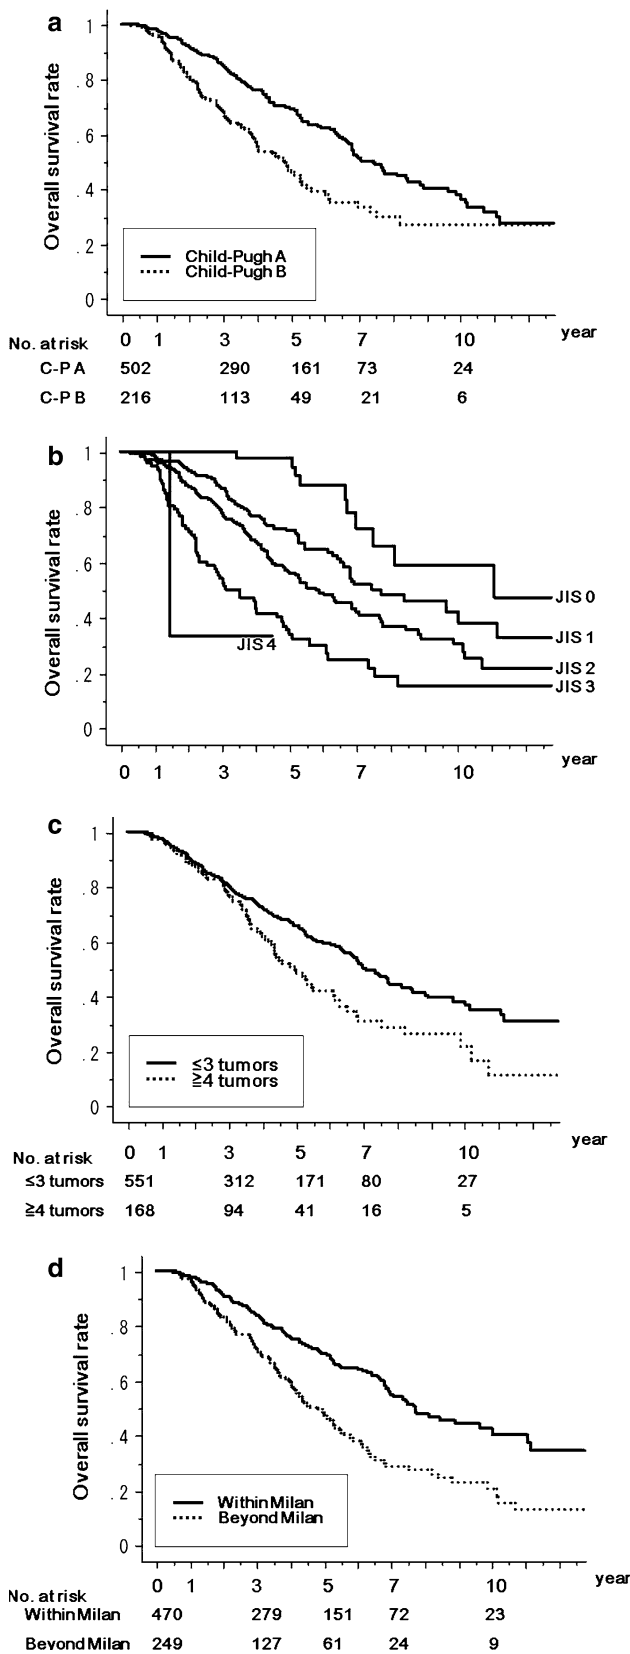 a
Overall survival rate
1
.8
.6
.4
.2
0
Child-Pugh A
Child-Pugh B
0 1 3 5 7 10 year
No. at risk
C-P A 502 290 161 73 24
C-P B 216 113 49 21 6
b
Overall survival rate
1
.8
.6
.4
.2
0
JIS 0
JIS 1
JIS 2
JIS 3
JIS 4
0 1 3 5 7 10 year
c
Overall survival rate
1
.8
.6
.4
.2
0
≤3 tumors
≧4 tumors
0 1 3 5 7 10 year
No. at risk
≤3 tumors 551 312 171 80 27
≧4 tumors 168 94 41 16 5
d
Overall survival rate
1
.8
.6
.4
.2
0
Within Milan
Beyond Milan
0 1 3 5 7 10 year
No. at risk
Within Milan 470 279 151 72 23
Beyond Milan 249 127 61 24 9